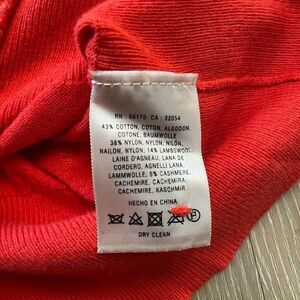 RN : 66170 CA : 32054
43% COTTON, COTON, ALGODON,
COTONE, BAUMWOLLE
38% NYLON, NYLON, NILON,
NAILON, NYLON; 14% LAMBSWOOL,
LAINE D'AGNEAU, LANA DE
CORDERO, AGNELLI LANA,
LAMMWOLLE; 5% CASHMERE,
CACHEMIRE, CACHEMIRA,
CACHEMIRE, KASCHMIR
HECHO EN CHINA
DRY CLEAN